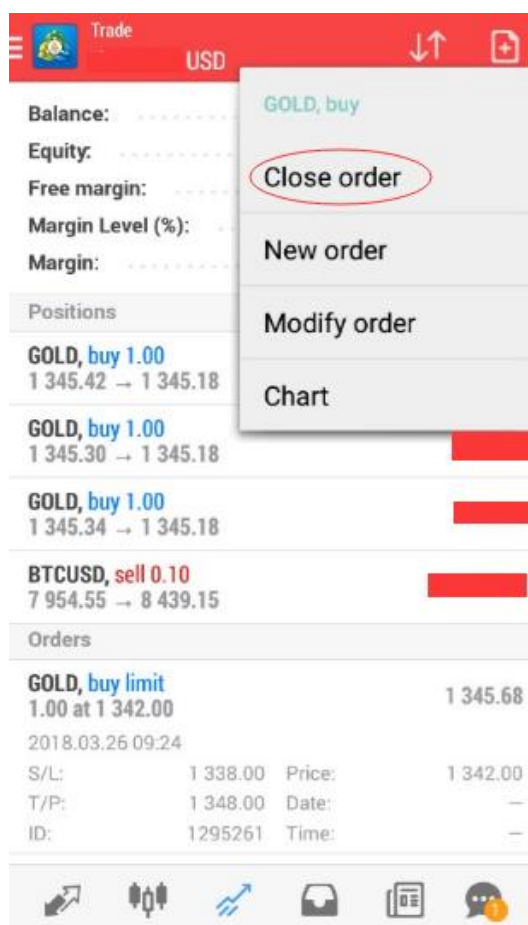 Trade
USD
Balance:
Equity:
Free margin:
Margin Level (%):
Margin:
GOLD, buy
Close order
New order
Modify order
Chart
Positions
GOLD, buy 1.00
1 345.42 → 1 345.18
GOLD, buy 1.00
1 345.30 → 1 345.18
GOLD, buy 1.00
1 345.34 → 1 345.18
BTCUSD, sell 0.10
7 954.55 → 8 439.15
Orders
GOLD, buy limit
1.00 at 1 342.00 1 345.68
2018.03.26 09:24
S/L: 1 338.00 Price: 1 342.00
T/P: 1 348.00 Date: –
ID: 1295261 Time: –
1